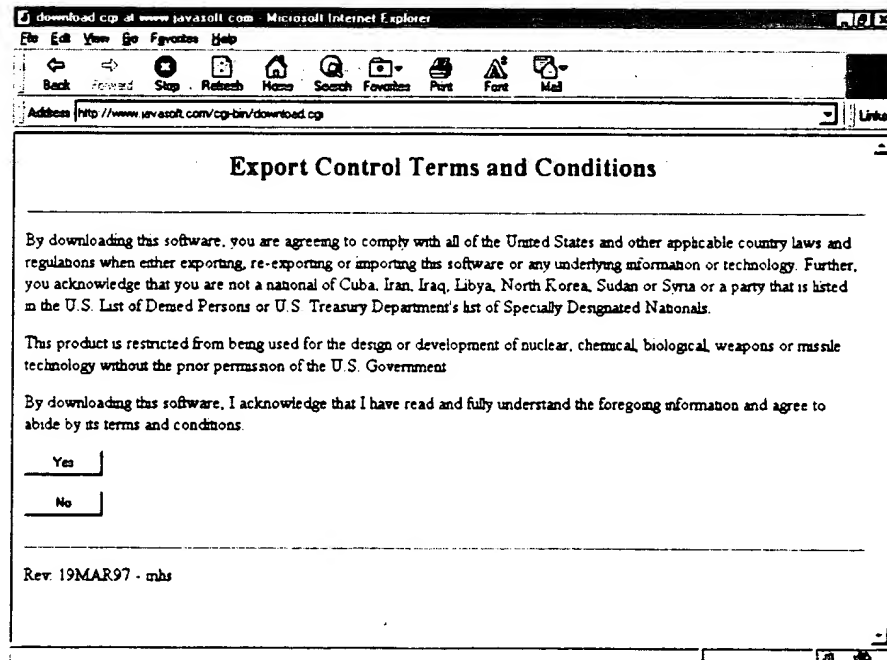 download cgi at www javasoft com - Microsoft Internet Explorer
File Edit View Go Favorites Help
Back Forward Stop Refresh Home Search Favorites Print Font Mail
Address http://www.javasoft.com/cgi-bin/download.cgi
Links
Export Control Terms and Conditions
By downloading this software, you are agreeing to comply with all of the United States and other applicable country laws and
regulations when either exporting, re-exporting or importing this software or any underlying information or technology. Further,
you acknowledge that you are not a national of Cuba, Iran, Iraq, Libya, North Korea, Sudan or Syria or a party that is listed
in the U.S. List of Denied Persons or U.S. Treasury Department's list of Specially Designated Nationals.
This product is restricted from being used for the design or development of nuclear, chemical, biological, weapons or missile
technology without the prior permission of the U.S. Government
By downloading this software, I acknowledge that I have read and fully understand the foregoing information and agree to
abide by its terms and conditions.
Yes
No
Rev: 19MAR97 - mhs